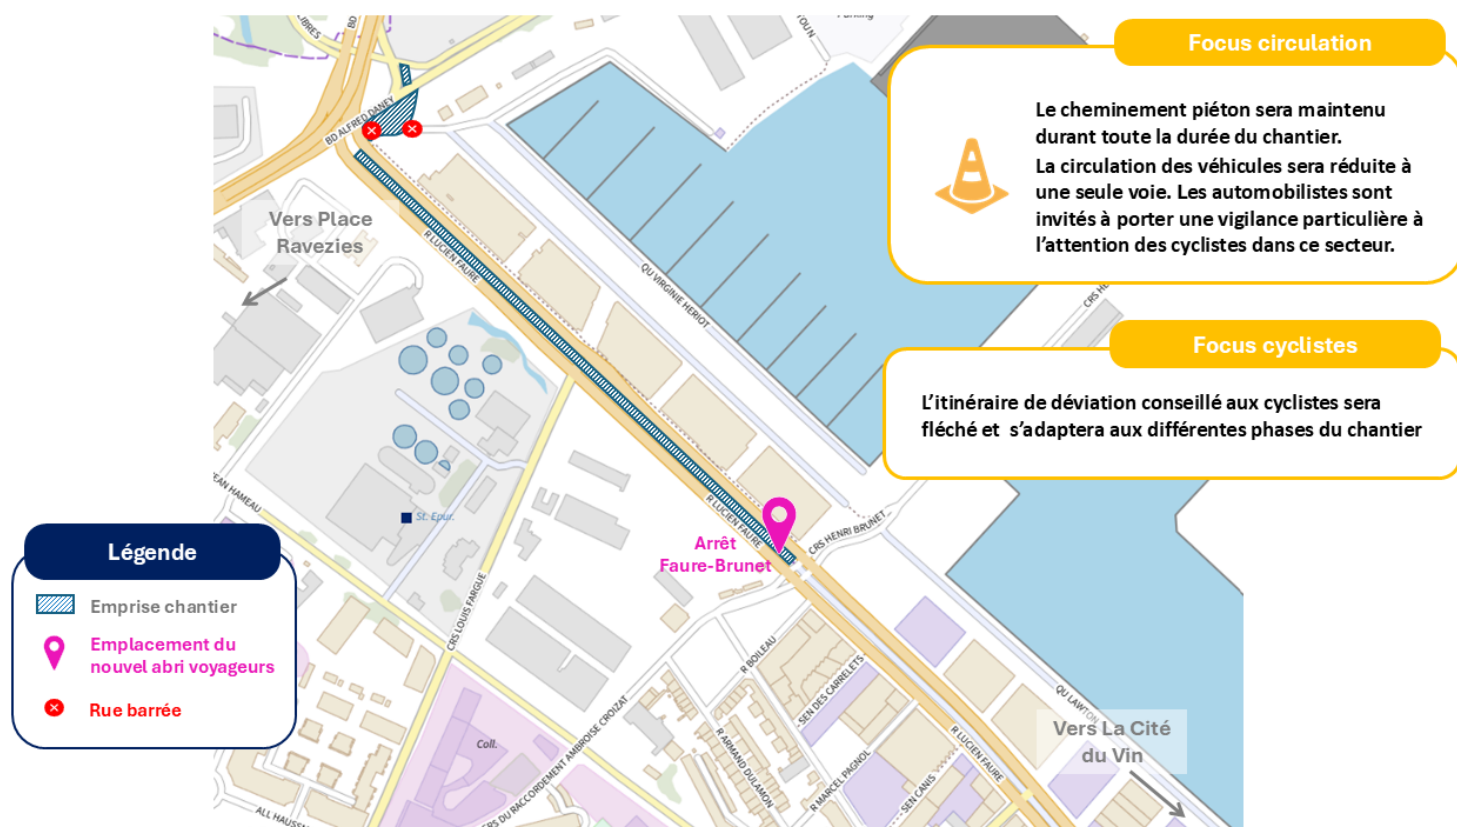 Focus circulation
Le cheminement piéton sera maintenu
durant toute la durée du chantier.
La circulation des véhicules sera réduite à
une seule voie. Les automobilistes sont
invités à porter une vigilance particulière à
l'attention des cyclistes dans ce secteur.
Focus cyclistes
L'itinéraire de déviation conseillé aux cyclistes sera
fléché et s'adaptera aux différentes phases du chantier
BD ALFRED DANEY
Vers Place
Ravezies
R LUCIEN FAURE
QU VIRGINIE HERIOT
St. Epur.
R LUCIEN FAURE
Arrêt
Faure-Brunet
CRS HENRI BRUNET
CRS LOUIS FARGUE
R BOILEAU
SEN DES CARRELETS
QU LAWTON
Vers La Cité
du Vin
R LUCIEN FAURE
Coll.
RS DU RACCORDEMENT AMBROISE CROIZAT
R ARMAND DULAMON
R MARCEL PAGNOL
SEN CANIS
Légende
Emprise chantier
Emplacement du
nouvel abri voyageurs
Rue barrée